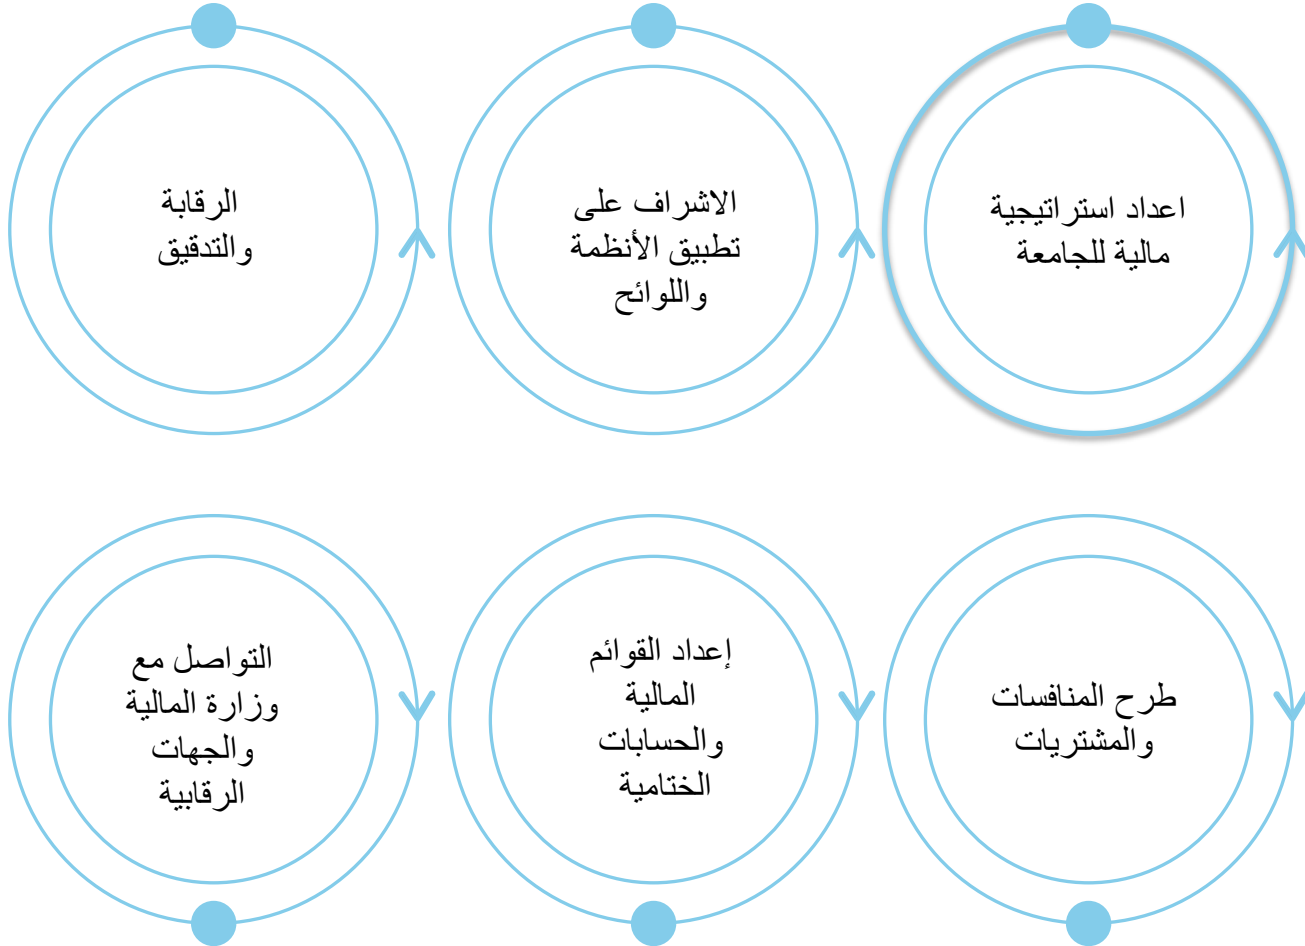 اعداد استراتيجية
مالية للجامعة
الاشراف على
تطبيق الأنظمة
واللوائح
الرقابة
والتدقيق
طرح المنافسات
والمشتريات
إعداد القوائم
المالية
والحسابات
الختامية
التواصل مع
وزارة المالية
والجهات
الرقابية